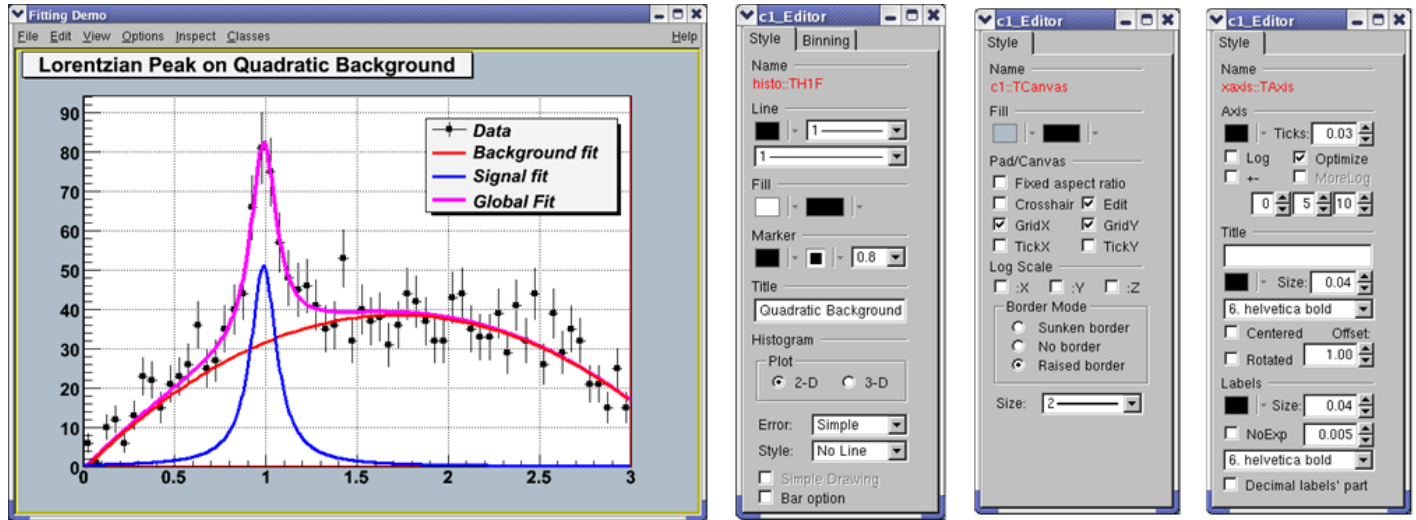 Fitting Demo
File Edit View Options Inspect Classes Help
Lorentzian Peak on Quadratic Background
90
80
70
60
50
40
30
20
10
0
0 0.5 1 1.5 2 2.5 3
Data
Background fit
Signal fit
Global Fit
c1_Editor
Style Binning
Name
histo::TH1F
Line
1
1
Fill
Marker
0.8
Title
Quadratic Background
Histogram
Plot
2-D 3-D
Error: Simple
Style: No Line
Simple Drawing
Bar option
c1_Editor
Style
Name
c1::TCanvas
Fill
Pad/Canvas
Fixed aspect ratio
Crosshair Edit
GridX GridY
TickX TickY
Log Scale
:X :Y :Z
Border Mode
Sunken border
No border
Raised border
Size: 2
c1_Editor
Style
Name
xaxis::TAxis
Axis
Ticks: 0.03
Log Optimize
+- MoreLog
0 5 10
Title
Size: 0.04
6. helvetica bold
Centered Offset:
Rotated 1.00
Labels
Size: 0.04
NoExp 0.005
6. helvetica bold
Decimal labels' part